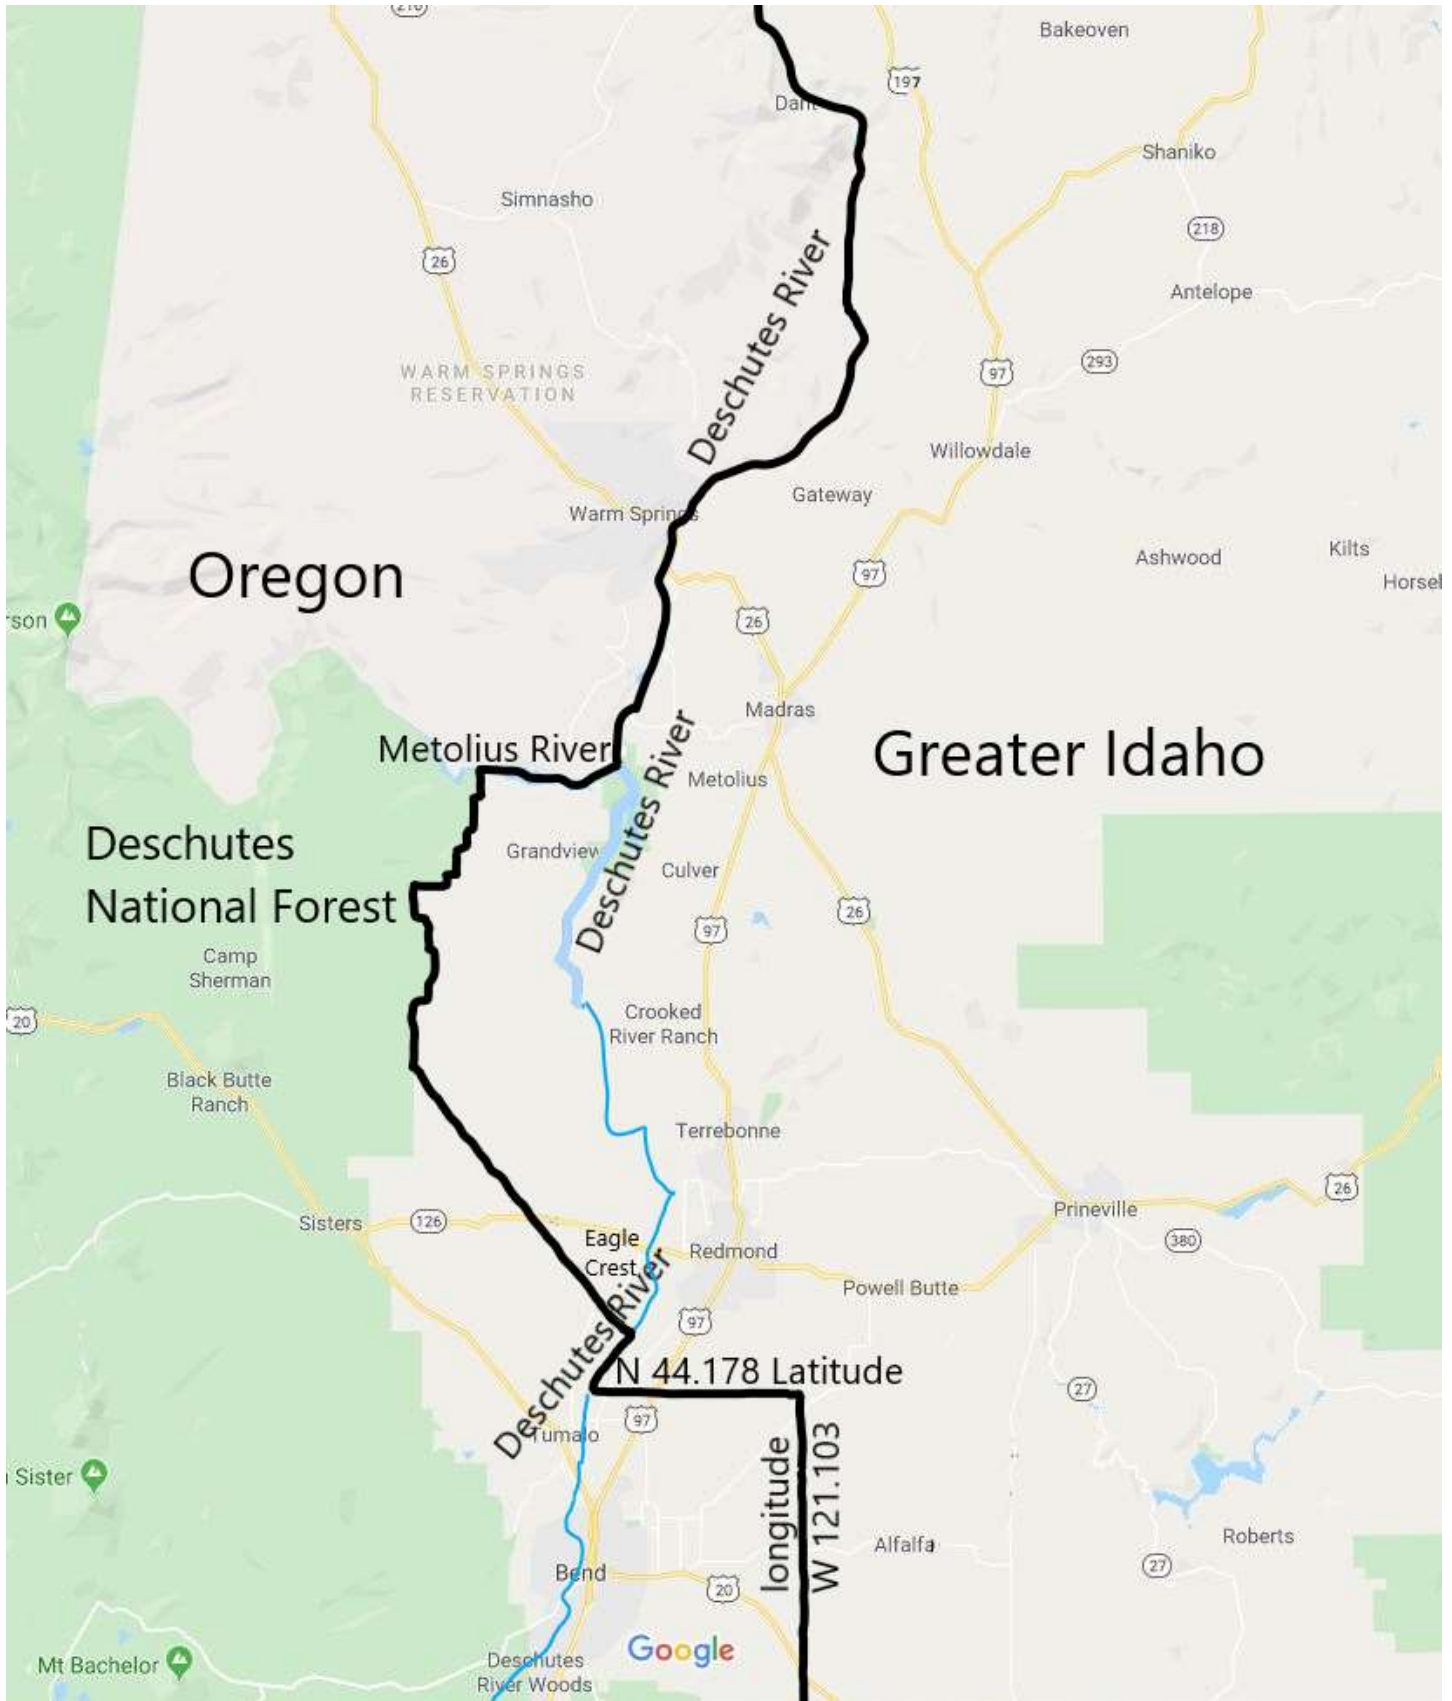 216
Bakeoven
197
Dant
Shaniko
Simnasho
218
26
Deschutes River
Antelope
293
97
WARM SPRINGS
RESERVATION
Willowdale
Gateway
Warm Springs
Ashwood
Kilts
Horsel
97
Oregon
rson
26
Madras
Metolius River
Deschutes River
Greater Idaho
Metolius
Deschutes
National Forest
Grandview
Culver
97
26
Camp
Sherman
20
Crooked
River Ranch
Black Butte
Ranch
Terrebonne
26
Prineville
Sisters
126
380
Eagle
Crest
Redmond
Powell Butte
97
Deschutes River
N 44.178 Latitude
27
97
Tumalo
longitude
W 121.103
Sister
Roberts
Alfalfa
27
Bend
20
Google
Mt Bachelor
Deschutes
River Woods